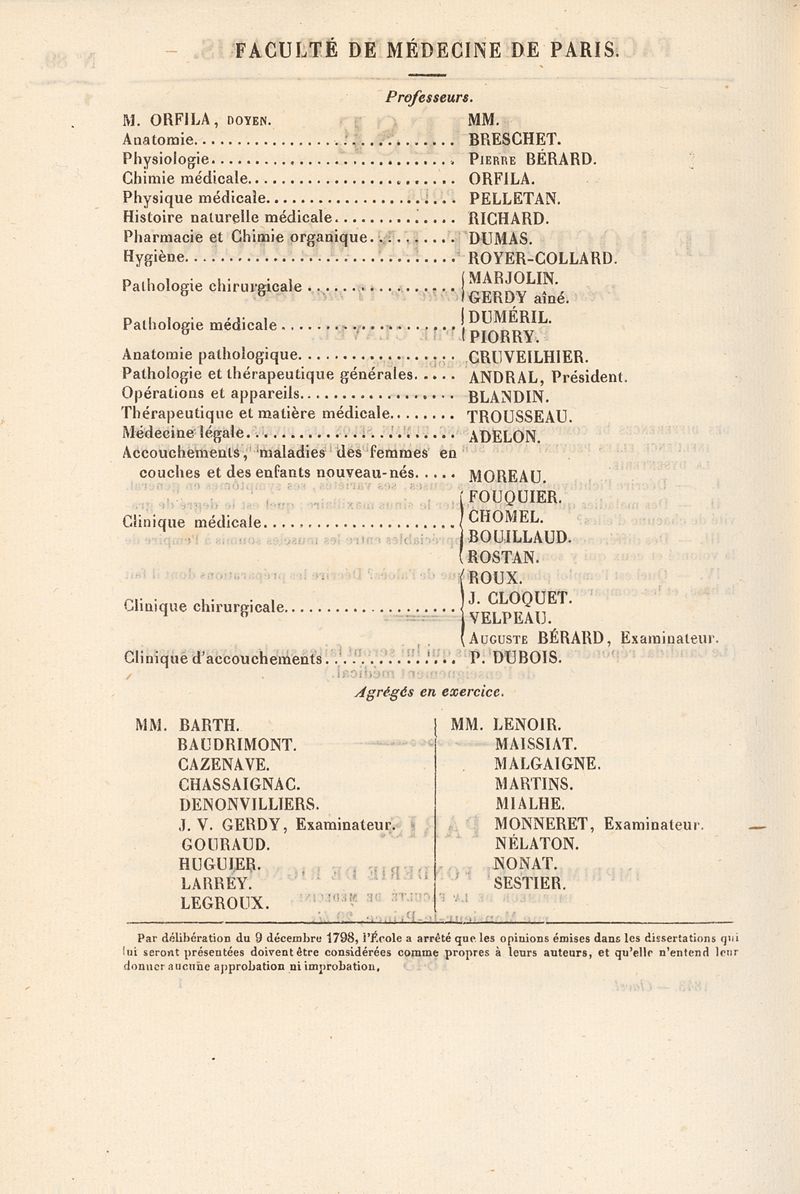 FACULTÉ DE MÉDECINE DE PARIS.
Professeurs.
M. ORFILA, DOYEN. MM.
Anatomie. BRESCHET.
Physiologie. PIERRE BÉRARD.
Chimie médicale. ORFILA.
Physique médicale. PELLETAN.
Histoire naturelle médicale. RICHARD.
Pharmacie et Chimie organique. DUMAS.
Hygiène. ROYER-COLLARD.
Pathologie chirurgicale MARJOLIN.
GERDY aîné.
Pathologie médicale DUMÉRIL.
PIORRY.
Anatomie pathologique. CRUVEILHIER.
Pathologie et thérapeutique générales. ANDRAL, Président.
Opérations et appareils. BLANDIN.
Thérapeutique et matière médicale. TROUSSEAU.
Médecine légale. ADELON.
Accouchements, maladies des femmes en
couches et des enfants nouveau-nés. MOREAU.
Clinique médicale. FOUQUIER.
CHOMEL.
BOUILLAUD.
ROSTAN.
Clinique chirurgicale. ROUX.
J. CLOQUET.
VELPEAU.
AUGUSTE BÉRARD, Examinateur.
Clinique d'accouchements. P. DUBOIS.
Agrégés en exercice.
MM. BARTH.
BAUDRIMONT.
CAZENAVE.
CHASSAIGNAC.
DENONVILLIERS.
J. V. GERDY, Examinateur.
GOURAUD.
HUGUIER.
LARREY.
LEGROUX.
MM. LENOIR.
MAISSIAT.
MALGAIGNE.
MARTINS.
MIALHE.
MONNERET, Examinateur.
NÉLATON.
NONAT.
SESTIER.
Par délibération du 9 décembre 1798, l'École a arrêté que les opinions émises dans les dissertations qui
lui seront présentées doivent être considérées comme propres à leurs auteurs, et qu'elle n'entend leur
donner aucune approbation ni improbation.